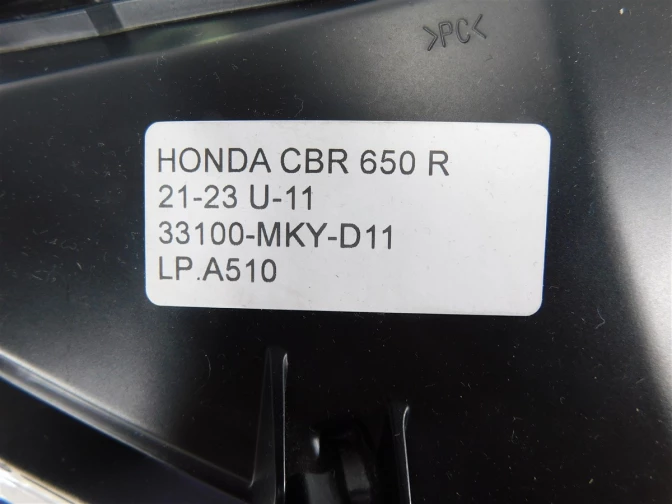 >PC<
HONDA CBR 650 R
21-23 U-11
33100-MKY-D11
LP.A510